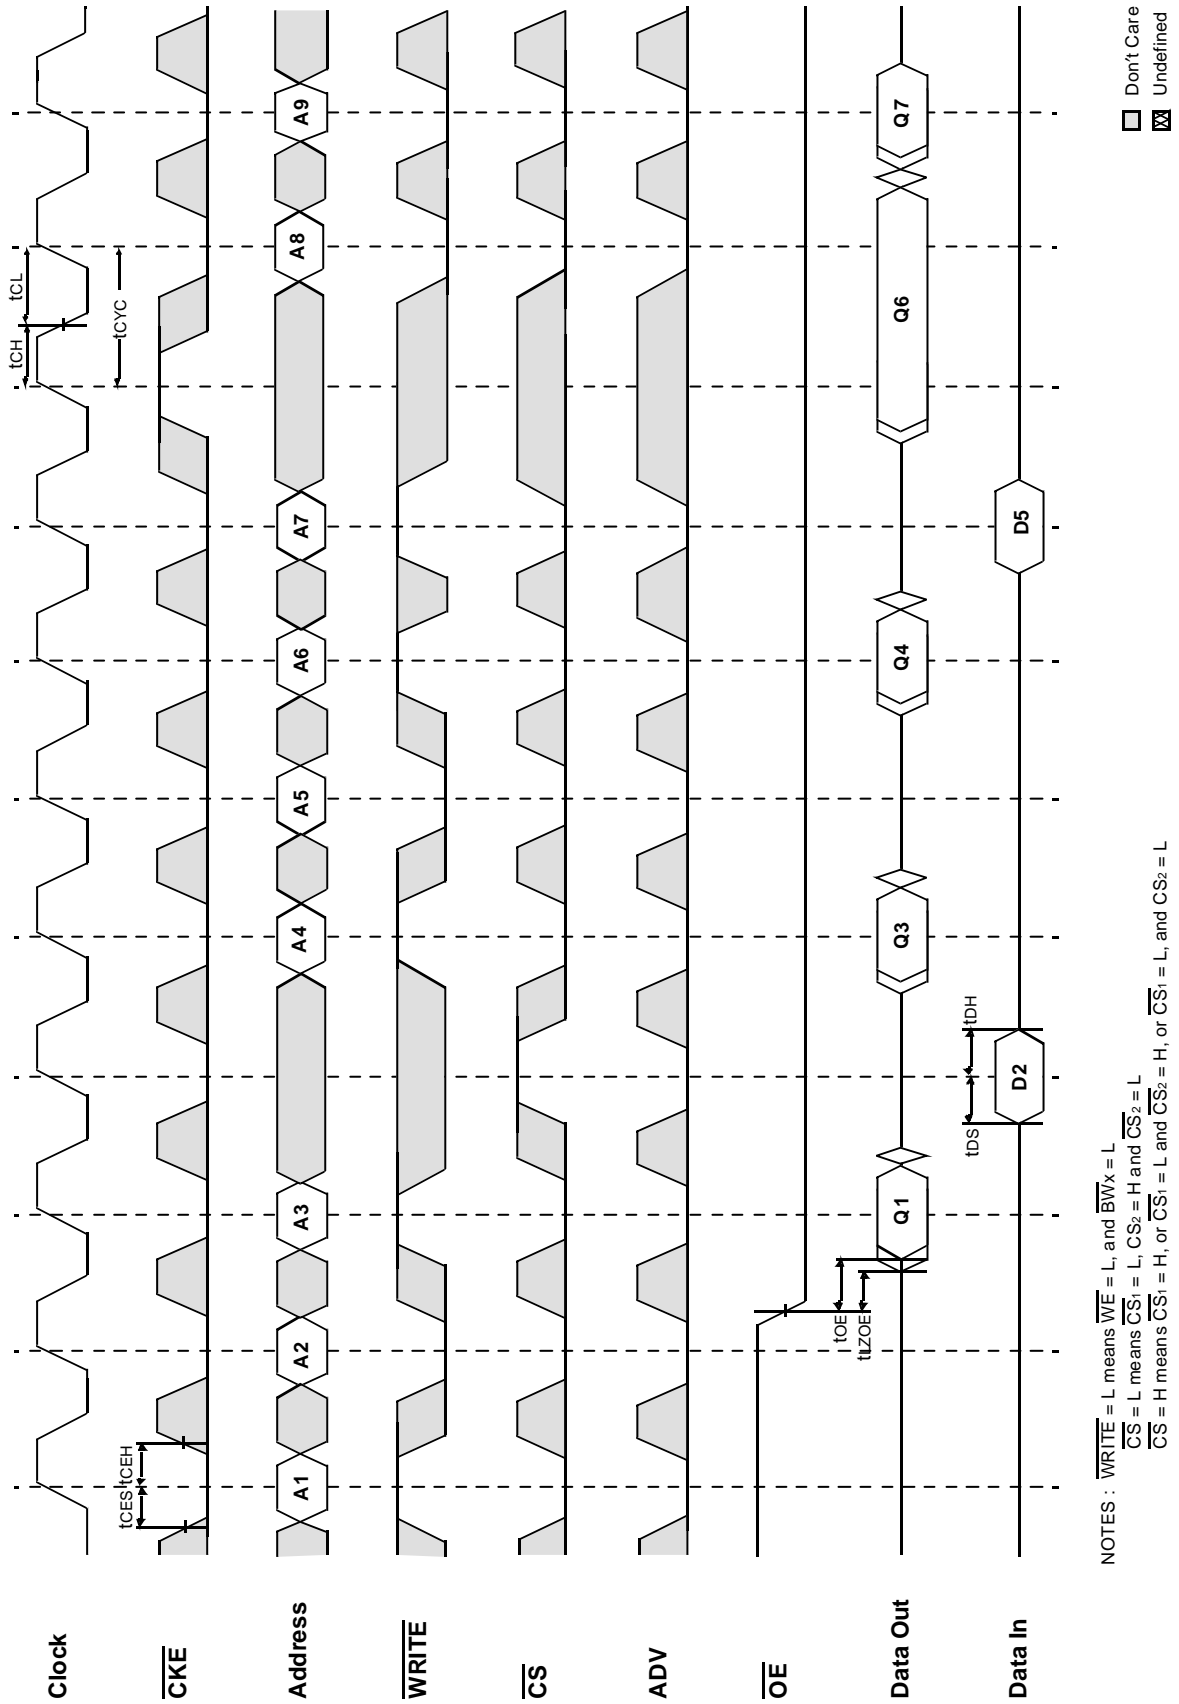 Clock
tCH tCL
CKE
tCES tCEH
tCYC
Address
A1 A2 A3 A4 A5 A6 A7 A8 A9
WRITE
CS
ADV
OE
tOE
tLZOE
Data Out
Q1 Q3 Q4 Q6 Q7
Data In
tDS tDH
D2 D5
NOTES : WRITE = L means WE = L, and BWx = L
CS = L means CS1 = L, CS2 = H and CS2 = L
CS = H means CS1 = H, or CS1 = L and CS2 = H, or CS1 = L, and CS2 = L
Don't Care
Undefined